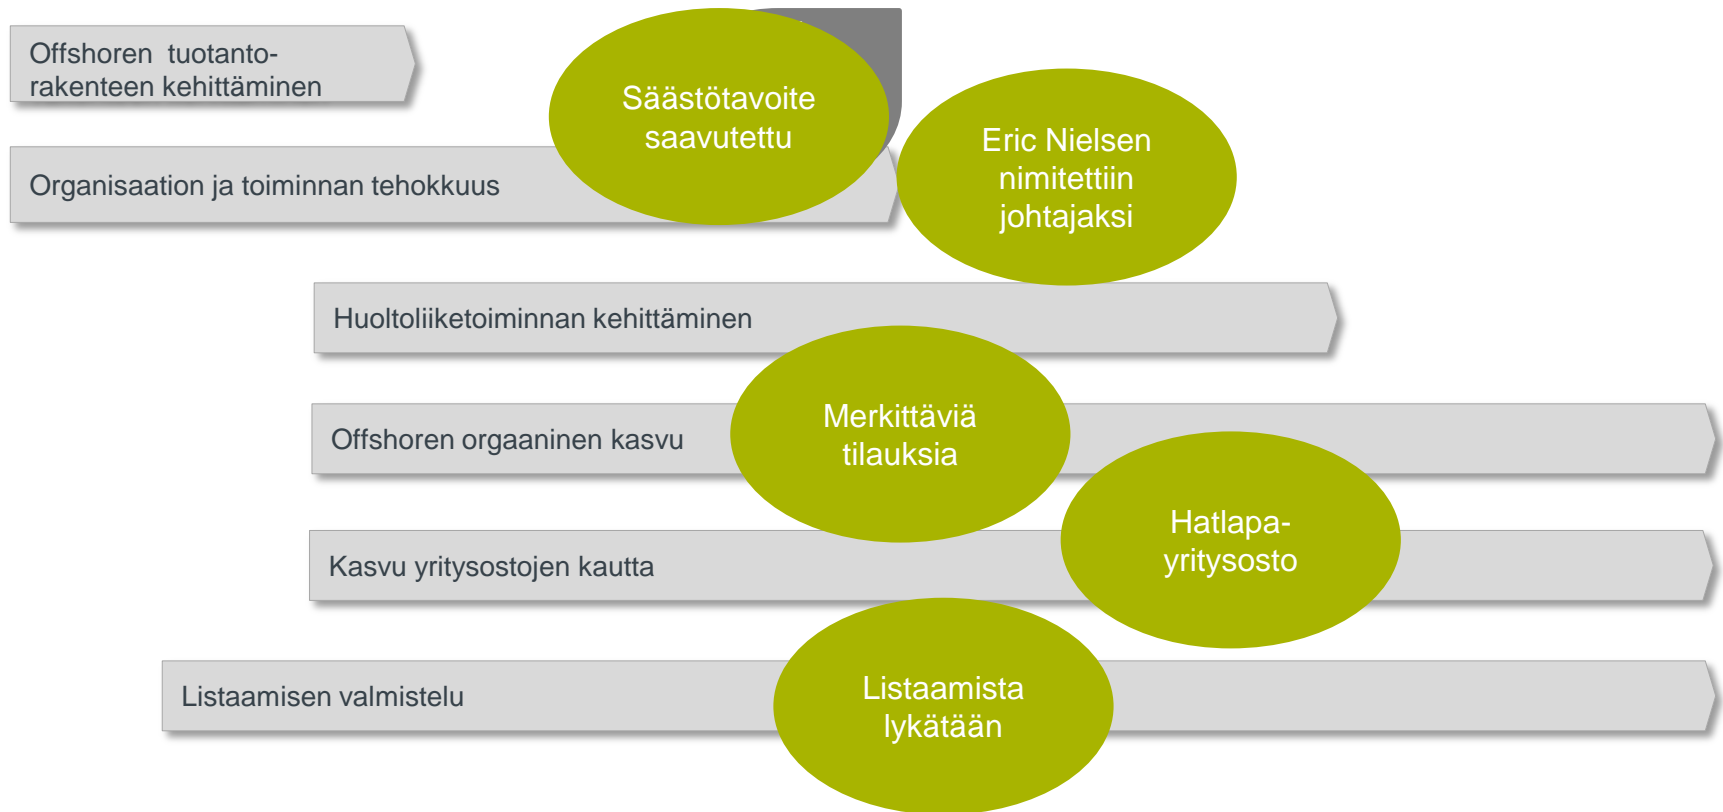 Offshoren tuotanto-
rakenteen kehittäminen
Säästötavoite
saavutettu
Eric Nielsen
nimitettiin
johtajaksi
Organisaation ja toiminnan tehokkuus
Huoltoliiketoiminnan kehittäminen
Merkittäviä
tilauksia
Offshoren orgaaninen kasvu
Hatlapa-
yritysosto
Kasvu yritysostojen kautta
Listaamista
lykätään
Listaamisen valmistelu